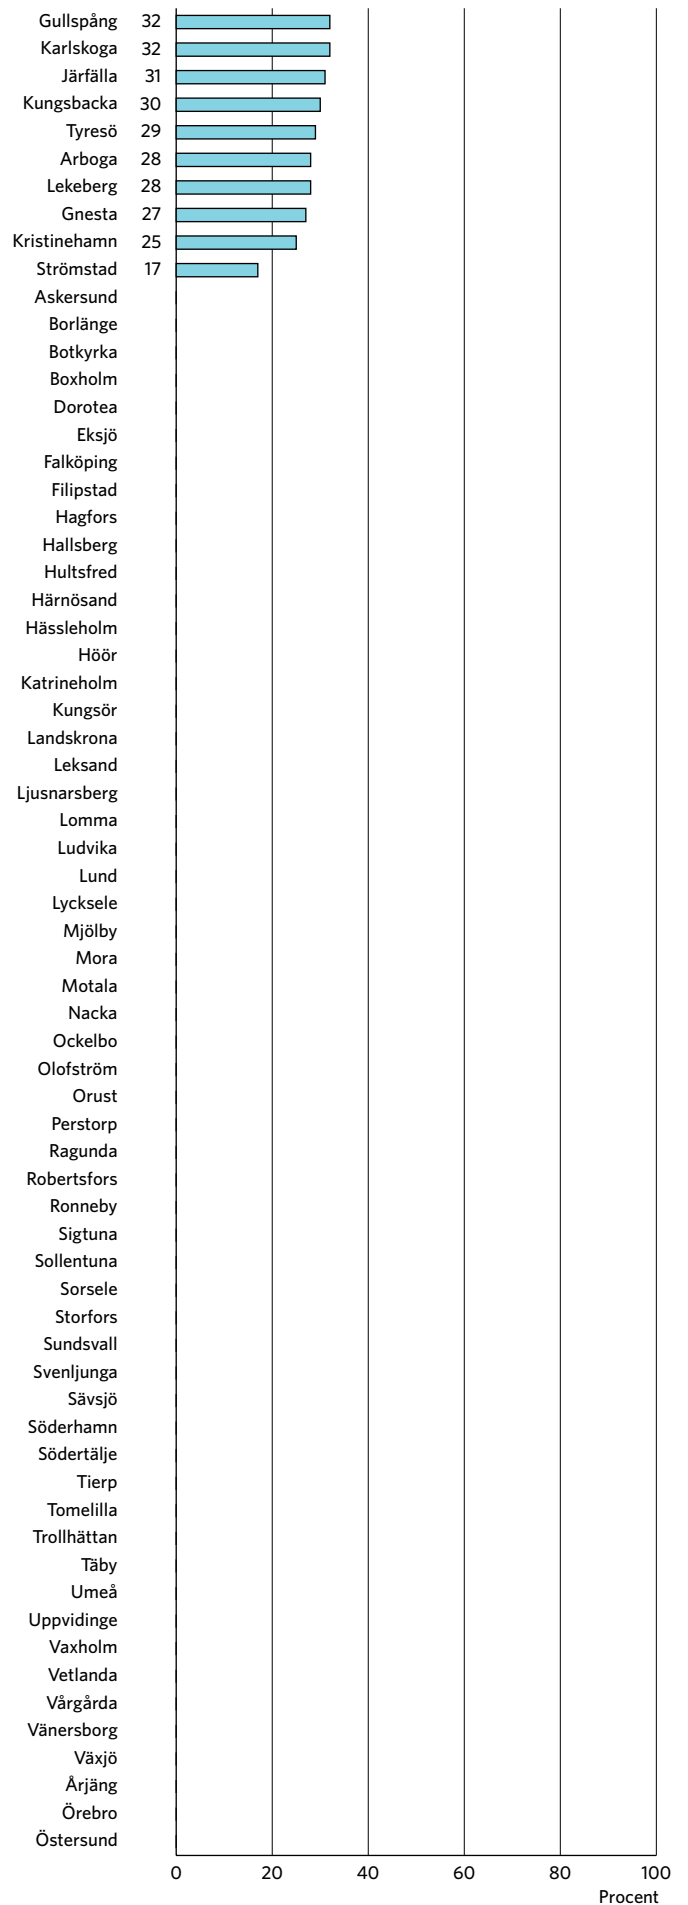 Gullspång 32
Karlskoga 32
Järfälla 31
Kungsbacka 30
Tyresö 29
Arboga 28
Lekeberg 28
Gnesta 27
Kristinehamn 25
Strömstad 17
Askersund
Borlänge
Botkyrka
Boxholm
Dorotea
Eksjö
Falköping
Filipstad
Hagfors
Hallsberg
Hultsfred
Härnösand
Hässleholm
Höör
Katrineholm
Kungsör
Landskrona
Leksand
Ljusnarsberg
Lomma
Ludvika
Lund
Lycksele
Mjölby
Mora
Motala
Nacka
Ockelbo
Olofström
Orust
Perstorp
Ragunda
Robertsfors
Ronneby
Sigtuna
Sollentuna
Sorsele
Storfors
Sundsvall
Svenljunga
Sävsjö
Söderhamn
Södertälje
Tierp
Tomelilla
Trollhättan
Täby
Umeå
Uppvidinge
Vaxholm
Vetlanda
Vårgårda
Vänersborg
Växjö
Årjäng
Örebro
Östersund
0 20 40 60 80 100
Procent